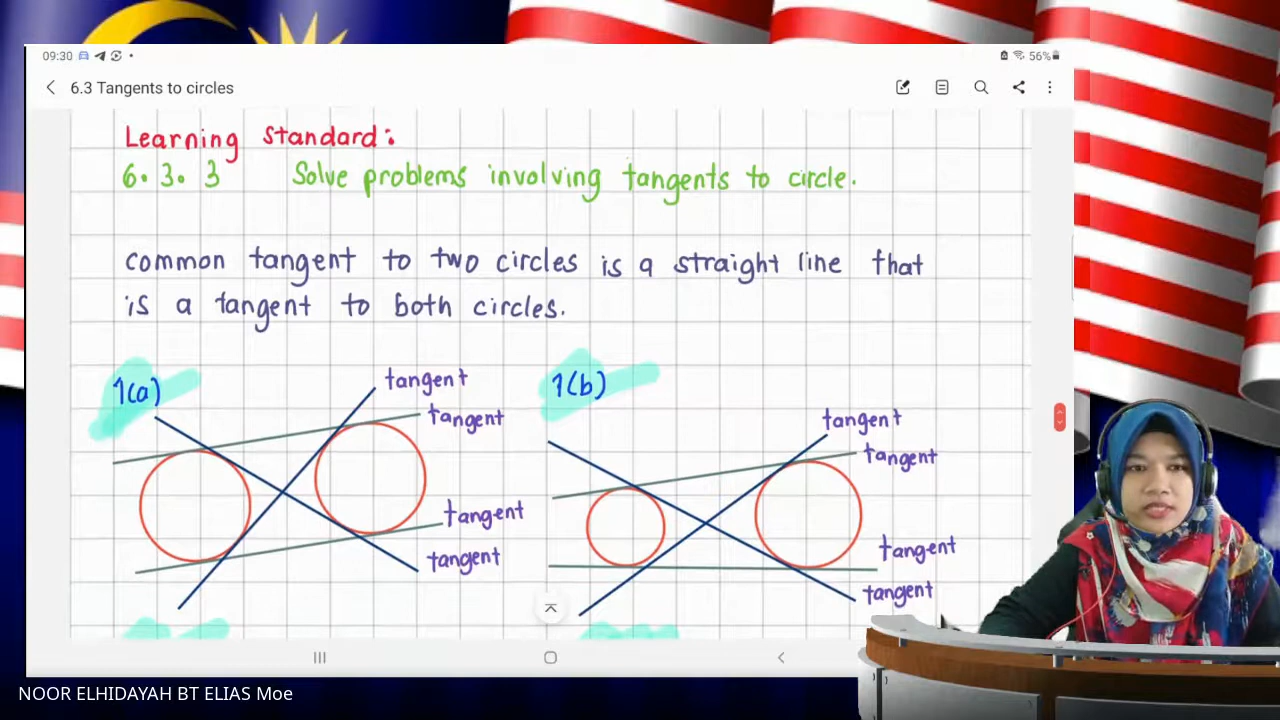 09:30
56%
6.3 Tangents to circles
Learning Standard:
6.3.3 Solve problems involving tangents to circle.
common tangent to two circles is a straight line that
is a tangent to both circles.
1(a)
tangent
tangent
tangent
tangent
1(b)
tangent
tangent
tangent
tangent
NOOR ELHIDAYAH BT ELIAS Moe